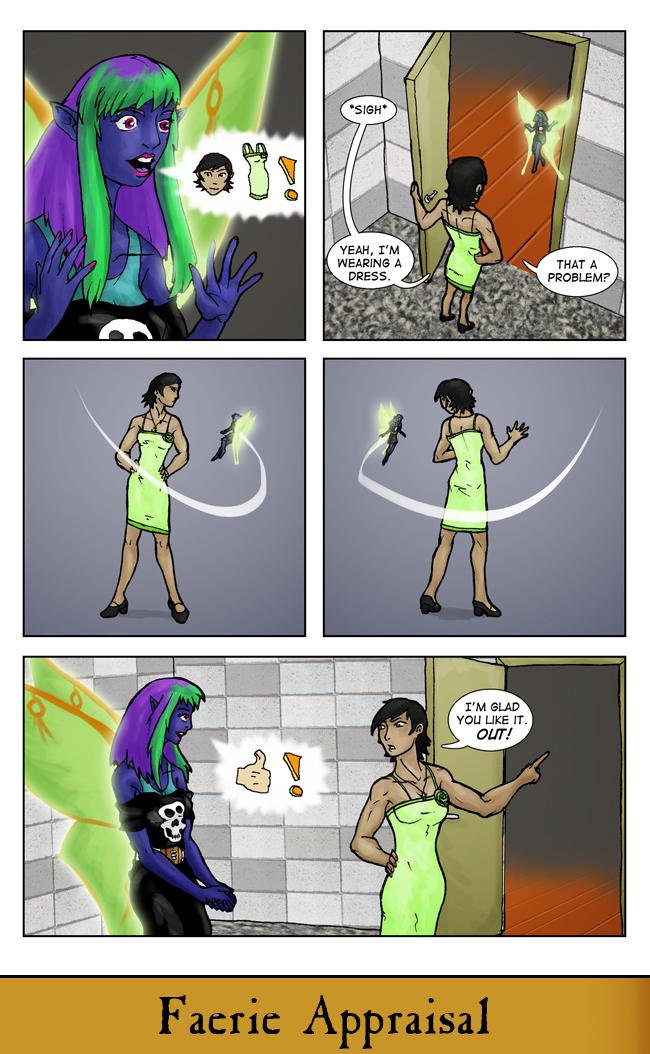 *SIGH*
YEAH, I'M
WEARING A
DRESS.
THAT A
PROBLEM?
I'M GLAD
YOU LIKE IT.
OUT!
Faerie Appraisal